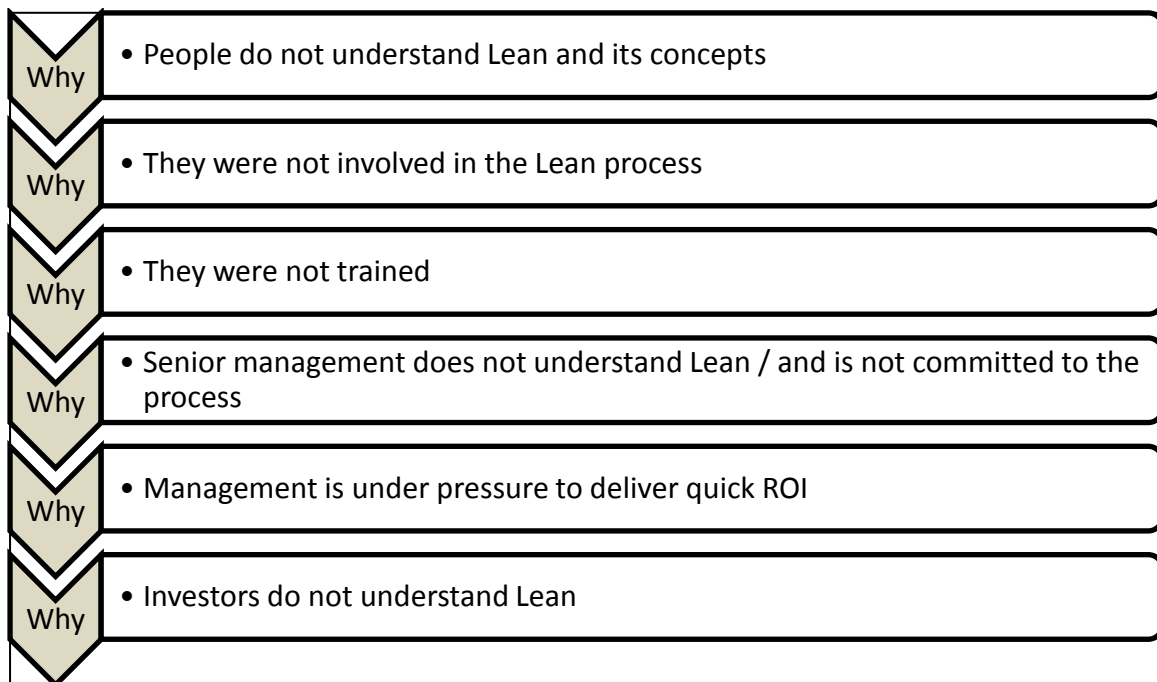 Why
• People do not understand Lean and its concepts
Why
• They were not involved in the Lean process
Why
• They were not trained
Why
• Senior management does not understand Lean / and is not committed to the
process
Why
• Management is under pressure to deliver quick ROI
Why
• Investors do not understand Lean